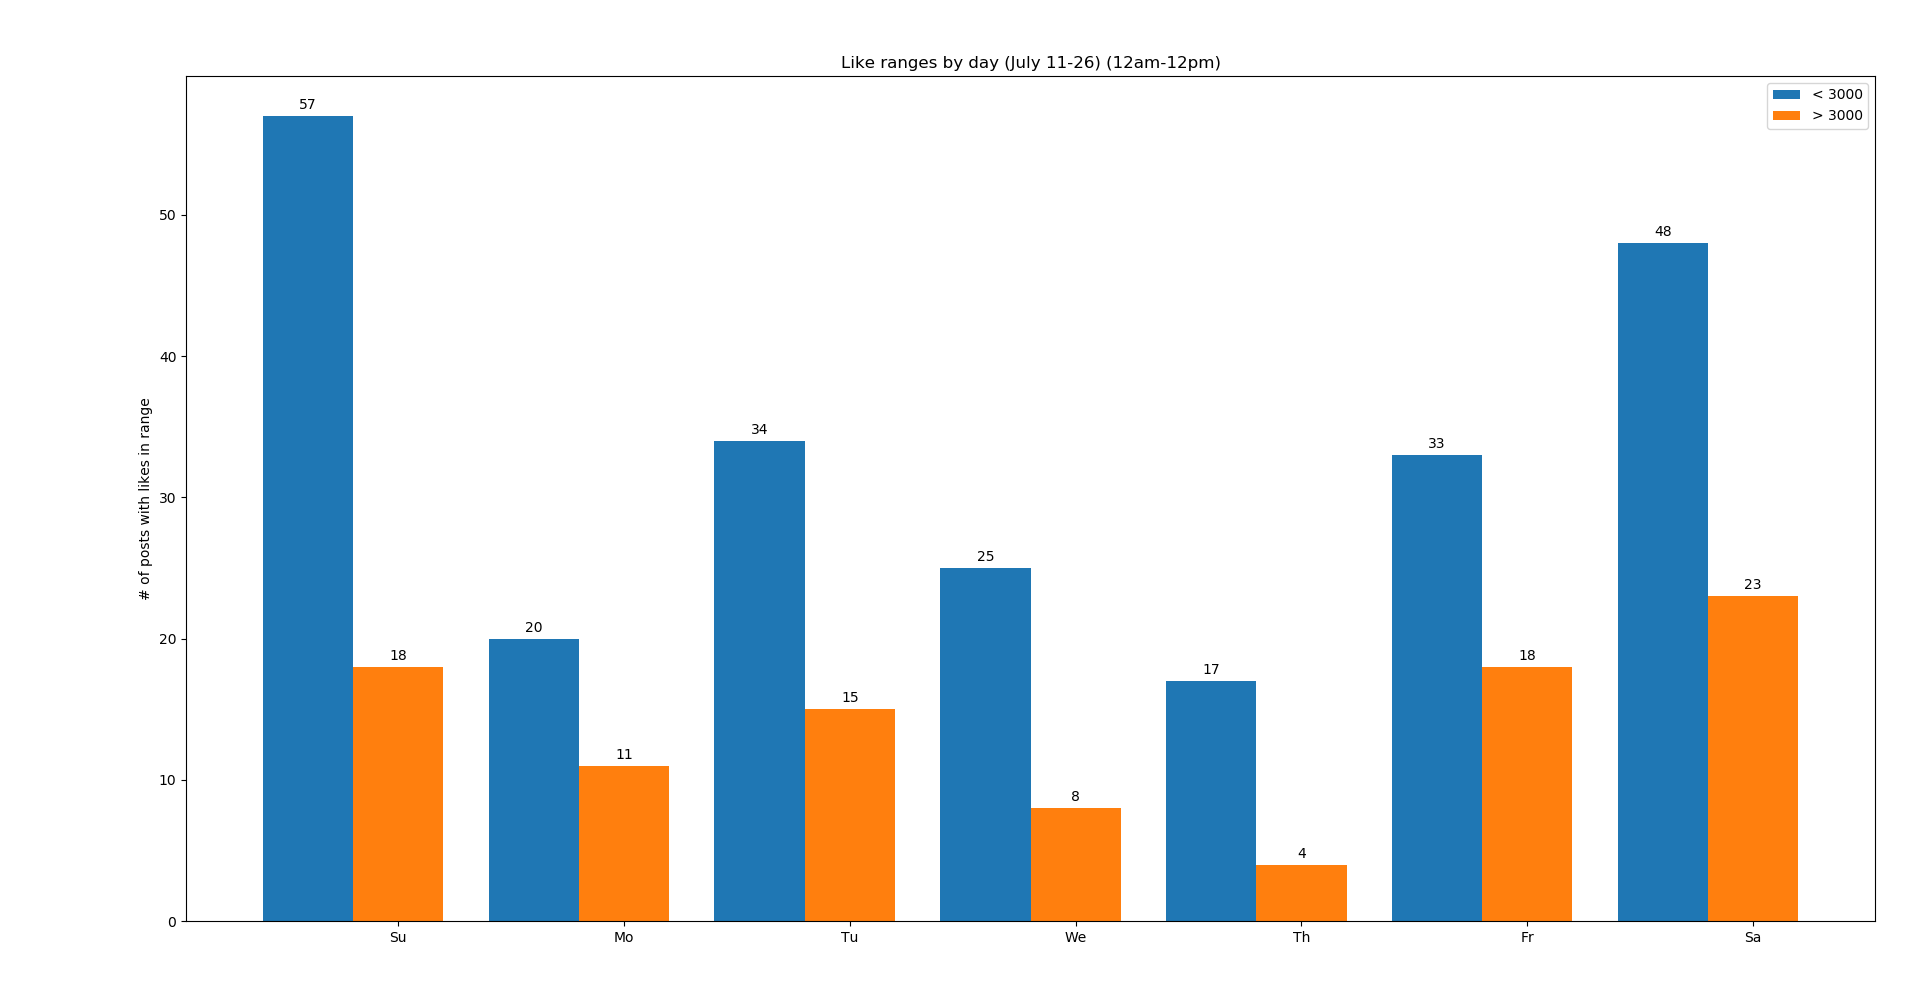 Like ranges by day (July 11-26) (12am-12pm)
< 3000
> 3000
# of posts with likes in range
50
40
30
20
10
0
57
18
20
11
34
15
25
8
17
4
33
18
48
23
Su
Mo
Tu
We
Th
Fr
Sa